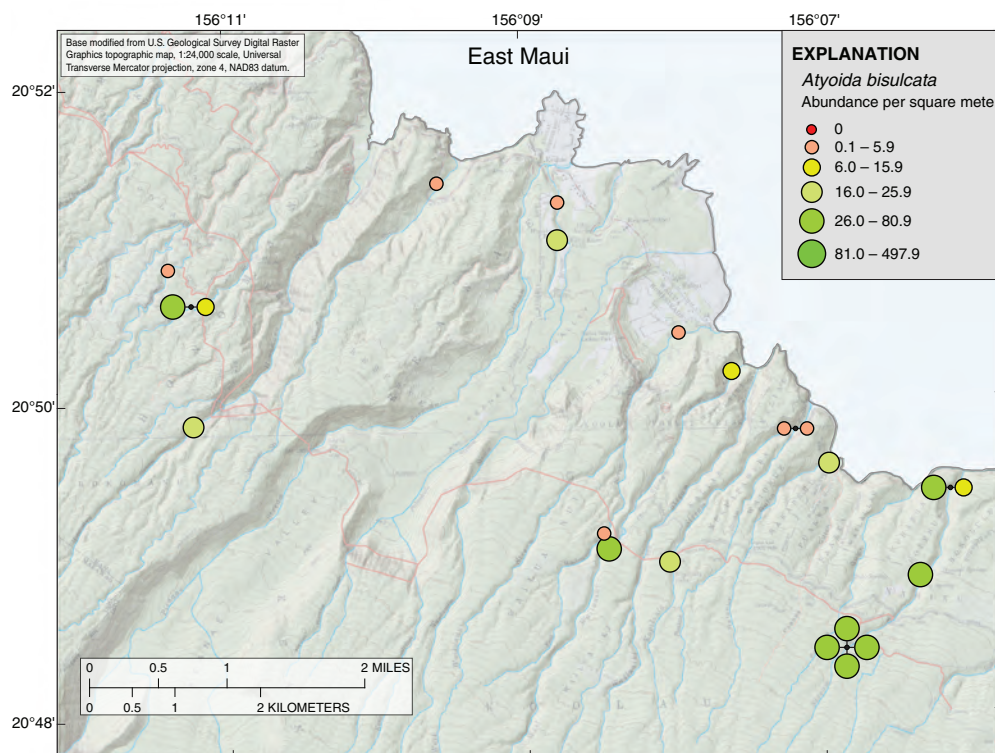 156°11'
156°09'
156°07'
Base modified from U.S. Geological Survey Digital Raster
Graphics topographic map, 1:24,000 scale, Universal
Transverse Mercator projection, zone 4, NAD83 datum.
East Maui
EXPLANATION
Atyoida bisulcata
Abundance per square mete
0
0.1 – 5.9
6.0 – 15.9
16.0 – 25.9
26.0 – 80.9
81.0 – 497.9
20°52'
20°50'
20°48'
0 0.5 1 2 MILES
0 0.5 1 2 KILOMETERS